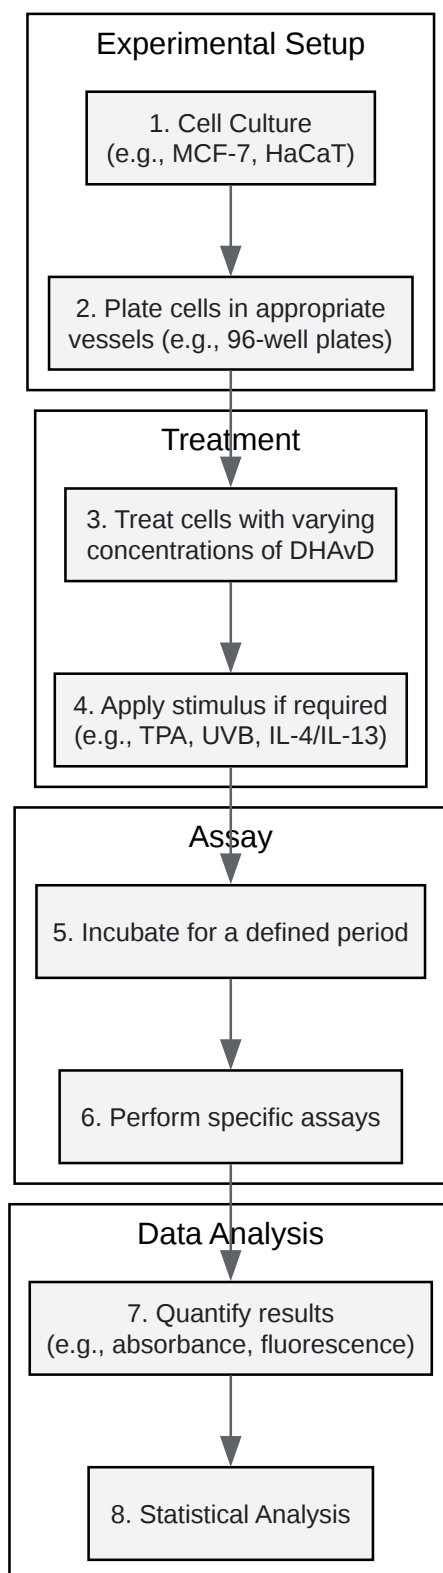 Experimental Setup
1. Cell Culture
(e.g., MCF-7, HaCaT)
2. Plate cells in appropriate
vessels (e.g., 96-well plates)
Treatment
3. Treat cells with varying
concentrations of DHAvD
4. Apply stimulus if required
(e.g., TPA, UVB, IL-4/IL-13)
Assay
5. Incubate for a defined period
6. Perform specific assays
Data Analysis
7. Quantify results
(e.g., absorbance, fluorescence)
8. Statistical Analysis